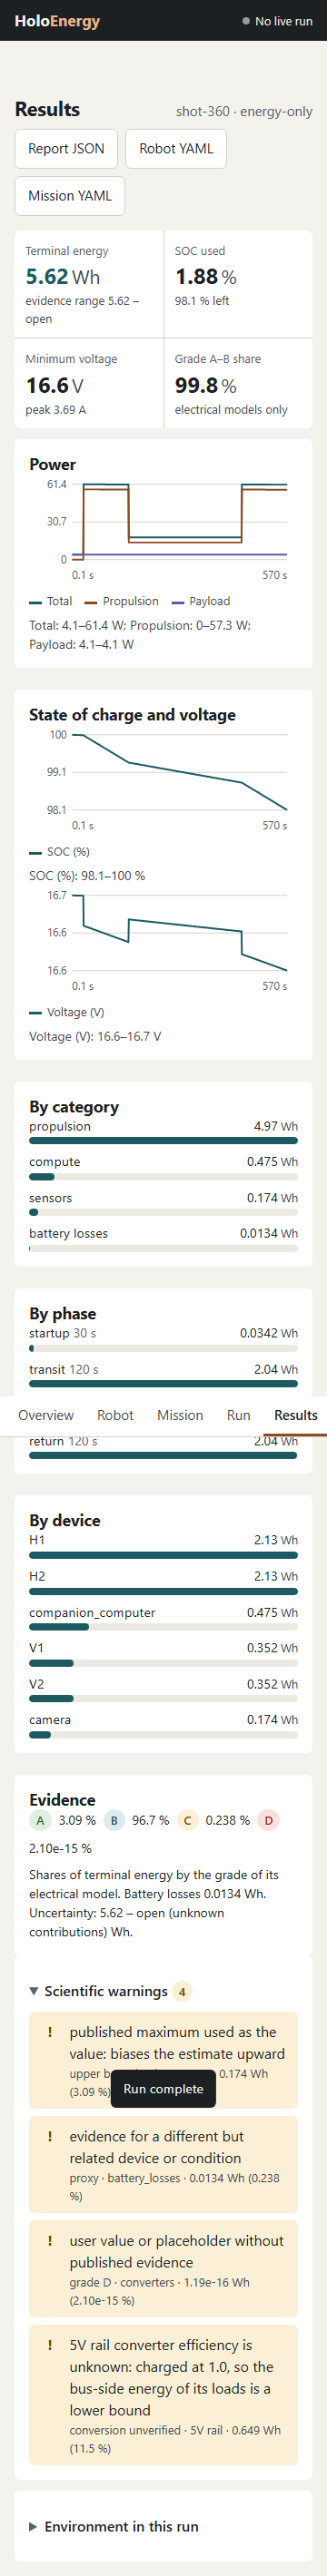 HoloEnergy
No live run
Results
shot-360 · energy-only
Report JSON
Robot YAML
Mission YAML
Terminal energy
5.62 Wh
evidence range 5.62 –
open
SOC used
1.88 %
98.1 % left
Minimum voltage
16.6 V
peak 3.69 A
Grade A–B share
99.8 %
electrical models only
Power
61.4
30.7
0
0.1 s
570 s
Total
Propulsion
Payload
Total: 4.1–61.4 W; Propulsion: 0–57.3 W;
Payload: 4.1–4.1 W
State of charge and voltage
100
99.1
98.1
0.1 s
570 s
SOC (%)
SOC (%): 98.1–100 %
16.7
16.6
16.6
0.1 s
570 s
Voltage (V)
Voltage (V): 16.6–16.7 V
By category
propulsion 4.97 Wh
compute 0.475 Wh
sensors 0.174 Wh
battery losses 0.0134 Wh
By phase
startup 30 s 0.0342 Wh
transit 120 s 2.04 Wh
Overview Robot Mission Run Results
return 120 s 2.04 Wh
By device
H1 2.13 Wh
H2 2.13 Wh
companion_computer 0.475 Wh
V1 0.352 Wh
V2 0.352 Wh
camera 0.174 Wh
Evidence
A 3.09 % B 96.7 % C 0.238 % D
2.10e-15 %
Shares of terminal energy by the grade of its
electrical model. Battery losses 0.0134 Wh.
Uncertainty: 5.62 – open (unknown
contributions) Wh.
Scientific warnings 4
! published maximum used as the
value: biases the estimate upward
upper 0.174 Wh
(3.09 %)
Run complete
! evidence for a different but
related device or condition
proxy · battery_losses · 0.0134 Wh (0.238
%)
! user value or placeholder without
published evidence
grade D · converters · 1.19e-16 Wh
(2.10e-15 %)
! 5V rail converter efficiency is
unknown: charged at 1.0, so the
bus-side energy of its loads is a
lower bound
conversion unverified · 5V rail · 0.649 Wh
(11.5 %)
Environment in this run